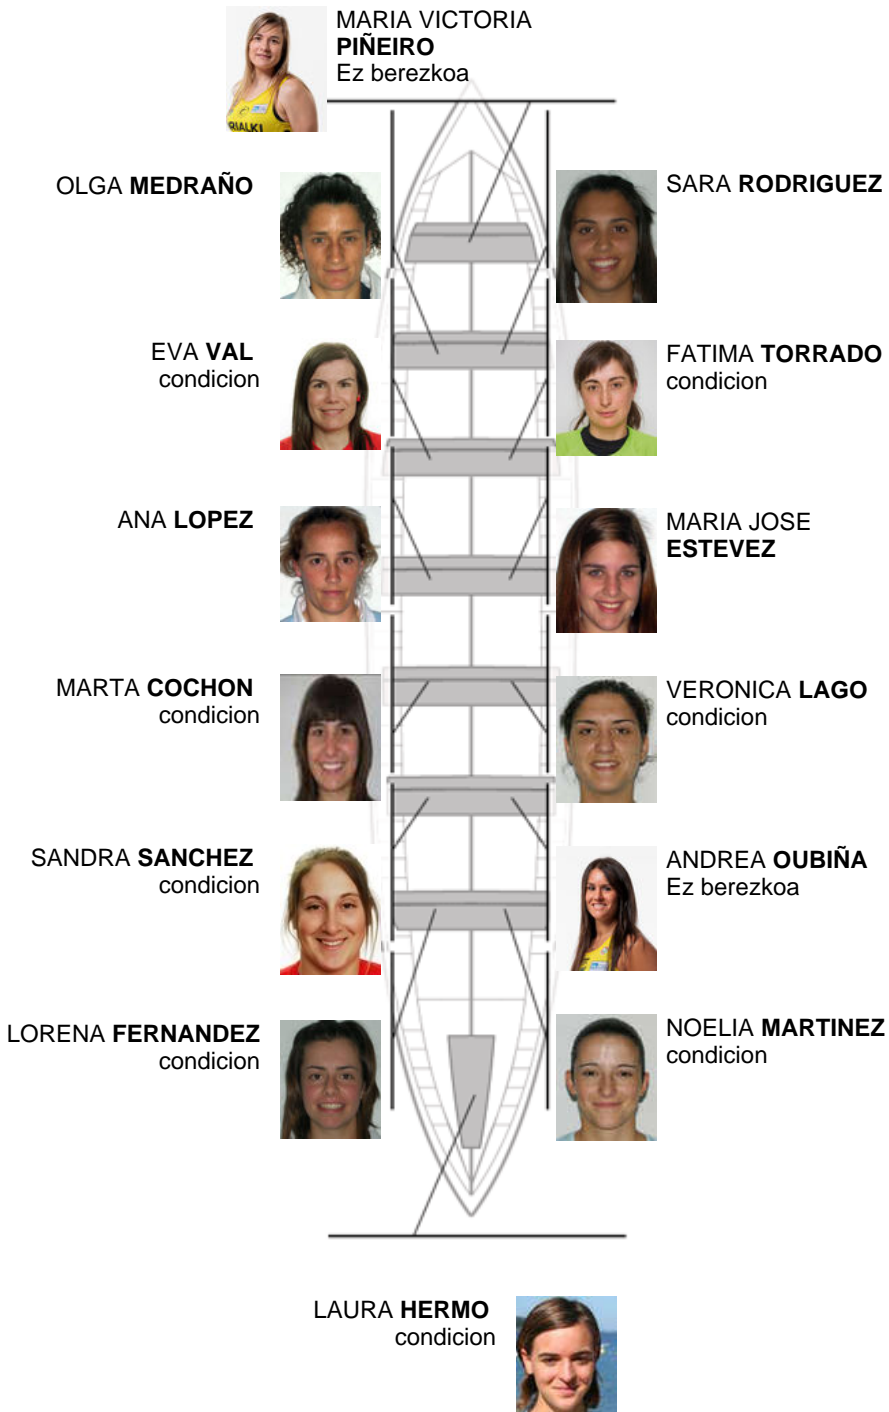 MARIA VICTORIA
PIÑEIRO
Ez berezkoa
RIALKI
OLGA MEDRAÑO
SARA RODRIGUEZ
EVA VAL
condicion
FATIMA TORRADO
condicion
ANA LOPEZ
MARIA JOSE
ESTEVEZ
MARTA COCHON
condicion
VERONICA LAGO
condicion
SANDRA SANCHEZ
condicion
ANDREA OUBIÑA
Ez berezkoa
LORENA FERNANDEZ
condicion
NOELIA MARTINEZ
condicion
LAURA HERMO
condicion